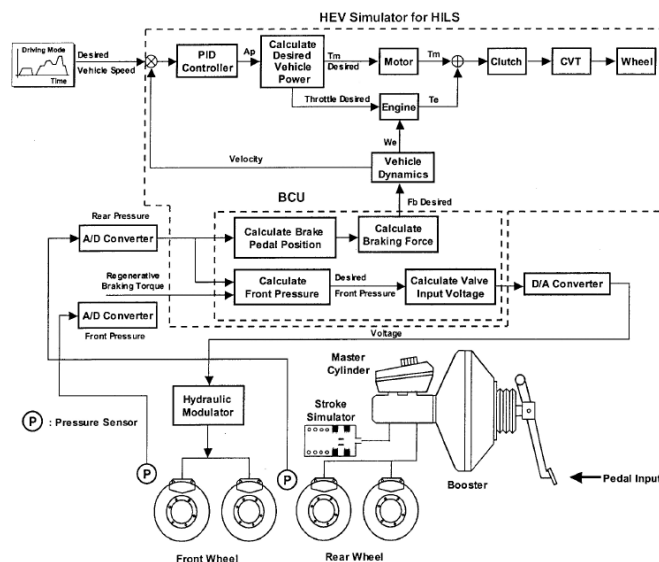 HEV Simulator for HILS
Driving Mode
Time
Desired
Vehicle Speed
PID
Controller
Ap
Calculate
Desired
Vehicle
Power
Tm
Desired
Motor
Tm
Clutch
CVT
Wheel
Throttle Desired
Engine
Te
We
Velocity
Vehicle
Dynamics
BCU
Fb Desired
Rear Pressure
A/D Converter
Calculate Brake
Pedal Position
Calculate
Braking Force
Regenerative
Braking Torque
Calculate
Front Pressure
Desired
Front Pressure
Calculate Valve
Input Voltage
D/A Converter
A/D Converter
Front Pressure
Voltage
Master
Cylinder
Hydraulic
Modulator
Stroke
Simulator
P : Pressure Sensor
P
P
Booster
Pedal Input
Front Wheel
Rear Wheel